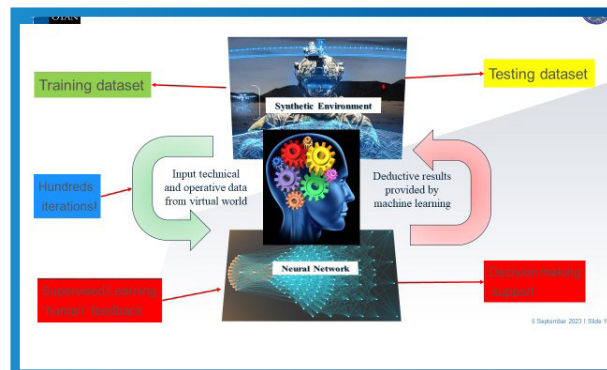 Training dataset
Testing dataset
Synthetic Environment
Hundreds
iterations!
Input technical
and operative data
from virtual world
Deductive results
provided by
machine learning
Neural Network
Supervised Learning
"human" feedback
Decision making
support
5 September 2023 | Slide